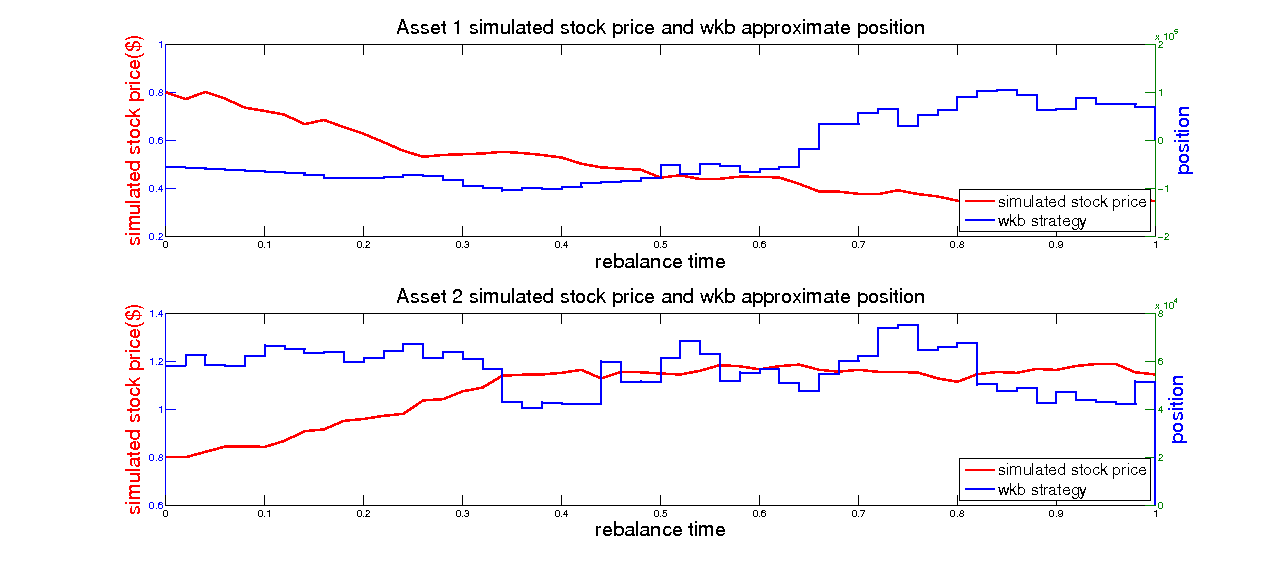 Asset 1 simulated stock price and wkb approximate position
x 10^5
1
0.8
0.6
0.4
0.2
2
1
0
−1
−2
simulated stock price($)
position
simulated stock price
wkb strategy
0 0.1 0.2 0.3 0.4 0.5 0.6 0.7 0.8 0.9 1
rebalance time
Asset 2 simulated stock price and wkb approximate position
x 10^4
1.4
1.2
1
0.8
0.6
8
6
4
2
0
simulated stock price($)
position
simulated stock price
wkb strategy
0 0.1 0.2 0.3 0.4 0.5 0.6 0.7 0.8 0.9 1
rebalance time